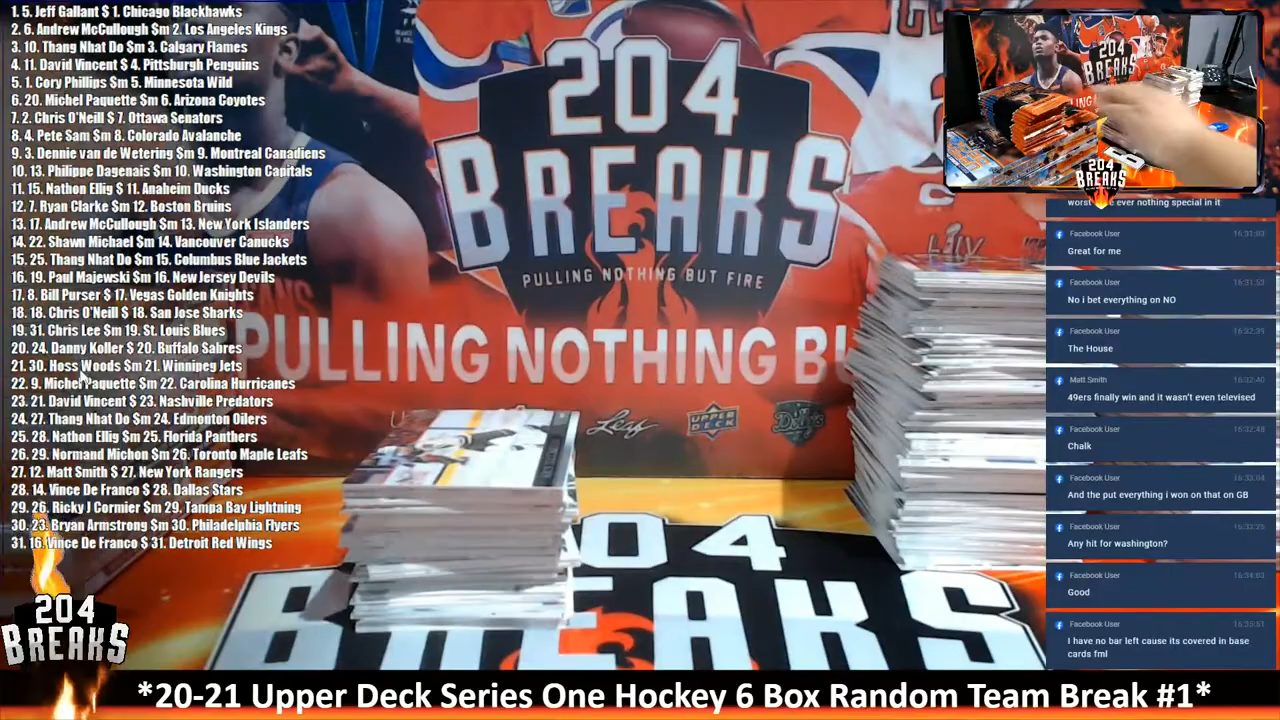 1. 5. Jeff Gallant $ 1. Chicago Blackhawks
2. 6. Andrew McCullough $m 2. Los Angeles Kings
3. 10. Thang Nhat Do $m 3. Calgary Flames
4. 11. David Vincent $ 4. Pittsburgh Penguins
5. 1. Cory Phillips $m 5. Minnesota Wild
6. 20. Michel Paquette $m 6. Arizona Coyotes
7. 2. Chris O'Neill $ 7. Ottawa Senators
8. 4. Pete Sam $m 8. Colorado Avalanche
9. 3. Dennie van de Wetering $m 9. Montreal Canadiens
10. 13. Philippe Dagenais $m 10. Washington Capitals
11. 15. Nathon Ellig $ 11. Anaheim Ducks
12. 7. Ryan Clarke $m 12. Boston Bruins
13. 17. Andrew McCullough $m 13. New York Islanders
14. 22. Shawn Michael $m 14. Vancouver Canucks
15. 25. Thang Nhat Do $m 15. Columbus Blue Jackets
16. 19. Paul Majewski $m 16. New Jersey Devils
17. 8. Bill Purser $ 17. Vegas Golden Knights
18. 18. Chris O'Neill $ 18. San Jose Sharks
19. 31. Chris Lee $m 19. St. Louis Blues
20. 24. Danny Koller $ 20. Buffalo Sabres
21. 30. Hoss Woods $m 21. Winnipeg Jets
22. 9. Michel Paquette $m 22. Carolina Hurricanes
23. 21. David Vincent $ 23. Nashville Predators
24. 27. Thang Nhat Do $m 24. Edmonton Oilers
25. 28. Nathon Ellig $m 25. Florida Panthers
26. 29. Normand Michon $m 26. Toronto Maple Leafs
27. 12. Matt Smith $ 27. New York Rangers
28. 14. Vince De Franco $ 28. Dallas Stars
29. 26. Ricky J Cormier $m 29. Tampa Bay Lightning
30. 23. Bryan Armstrong $m 30. Philadelphia Flyers
31. 16. Vince De Franco $ 31. Detroit Red Wings
204
BREAKS
204
BREAKS
PULLING NOTHING BUT FIRE
LIV
PULLING NOTHING BU
Leaf
UPPER DECK
204
BREAKS
204
BREAKS
204
BREAKS
worst ever nothing special in it
Facebook User 16:31:03
Great for me
Facebook User 16:31:53
No i bet everything on NO
Facebook User 16:32:39
The House
Matt Smith 16:32:40
49ers finally win and it wasn't even televised
Facebook User 16:32:48
Chalk
Facebook User 16:33:04
And the put everything i won on that on GB
Facebook User 16:33:25
Any hit for washington?
Facebook User 16:34:03
Good
Facebook User 16:35:51
I have no bar left cause its covered in base
cards fml
*20-21 Upper Deck Series One Hockey 6 Box Random Team Break #1*